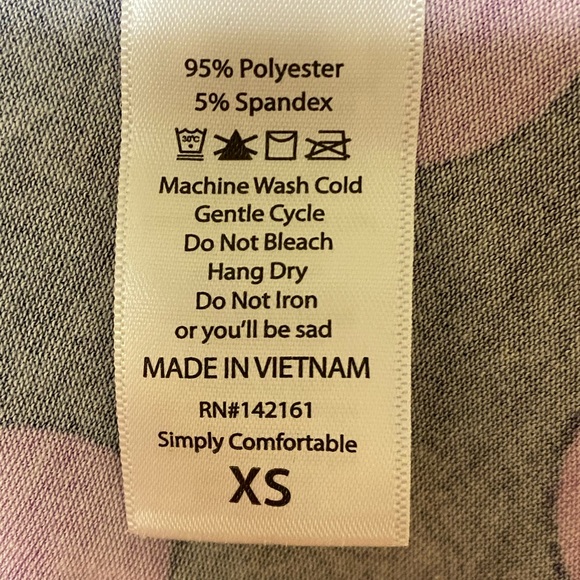 95% Polyester
5% Spandex
30°C
Machine Wash Cold
Gentle Cycle
Do Not Bleach
Hang Dry
Do Not Iron
or you'll be sad
MADE IN VIETNAM
RN#142161
Simply Comfortable
XS